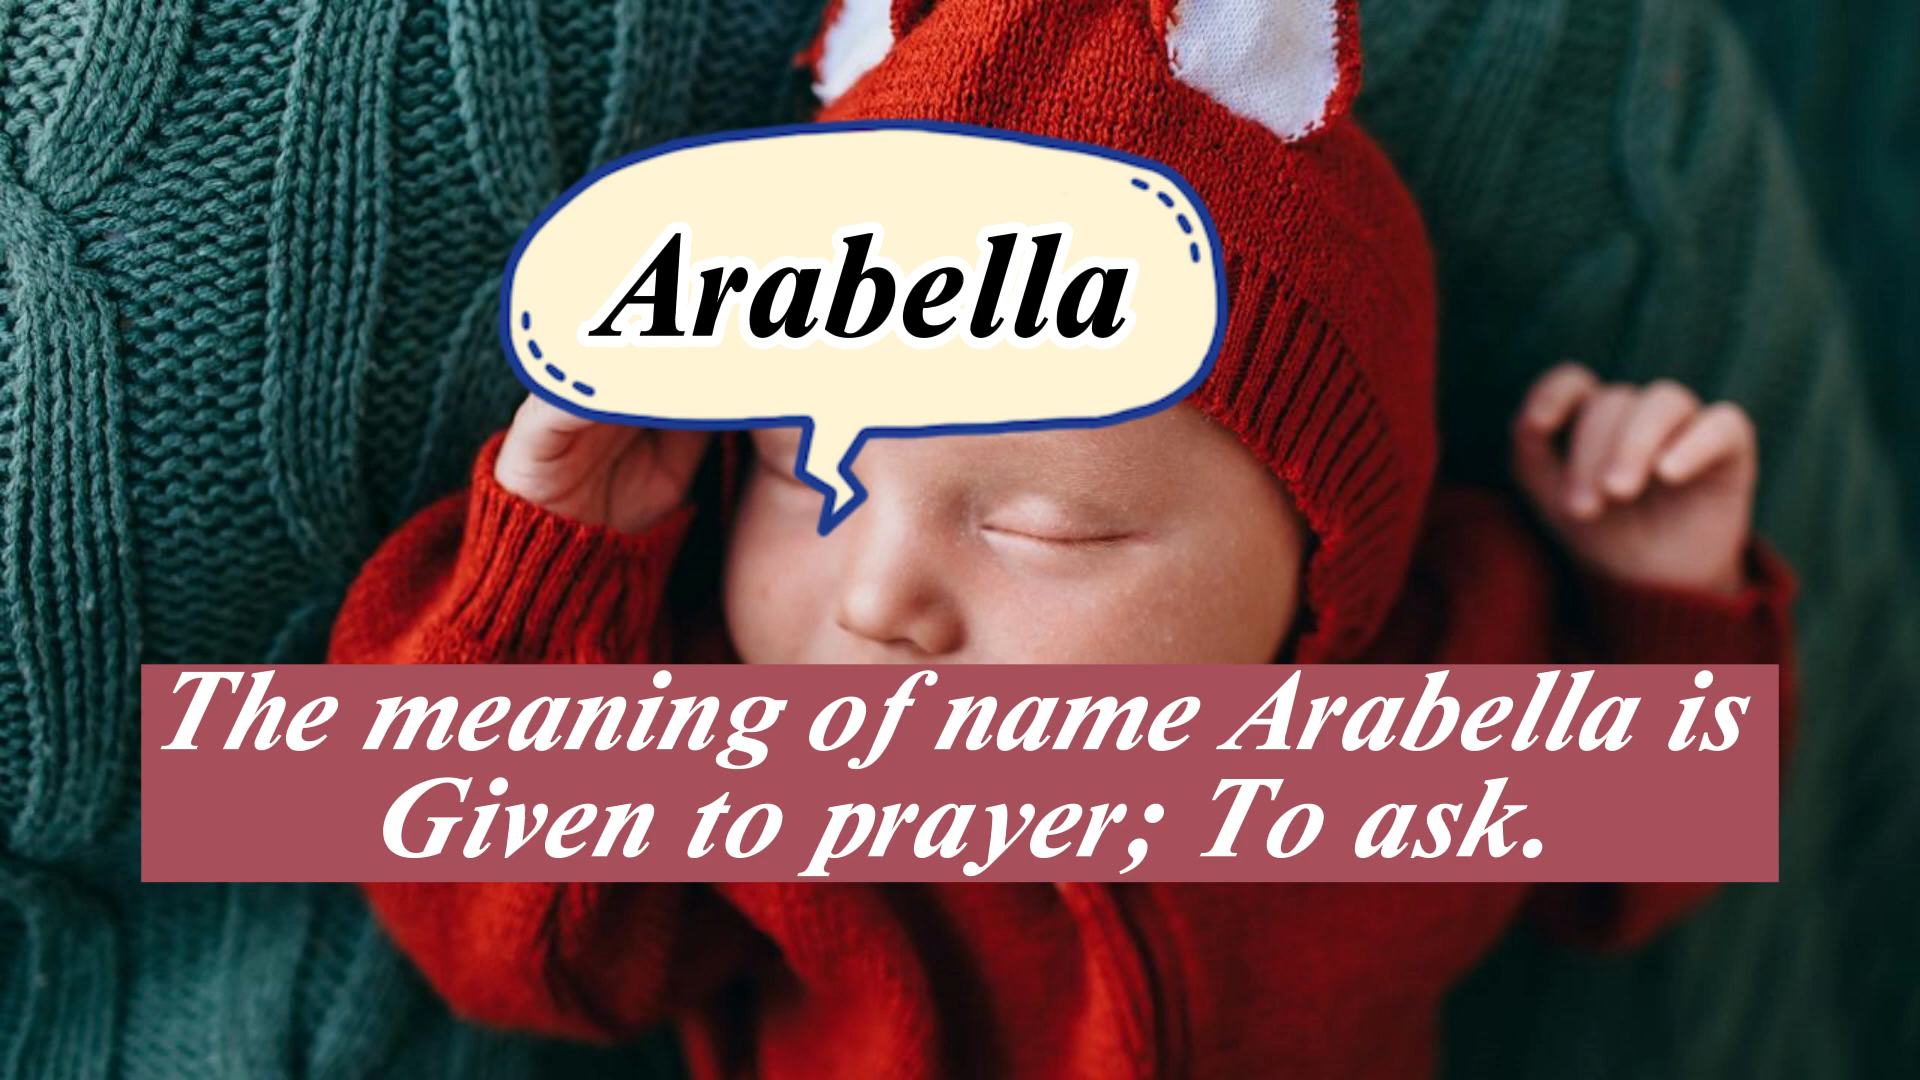 Arabella
The meaning of name Arabella is
Given to prayer; To ask.